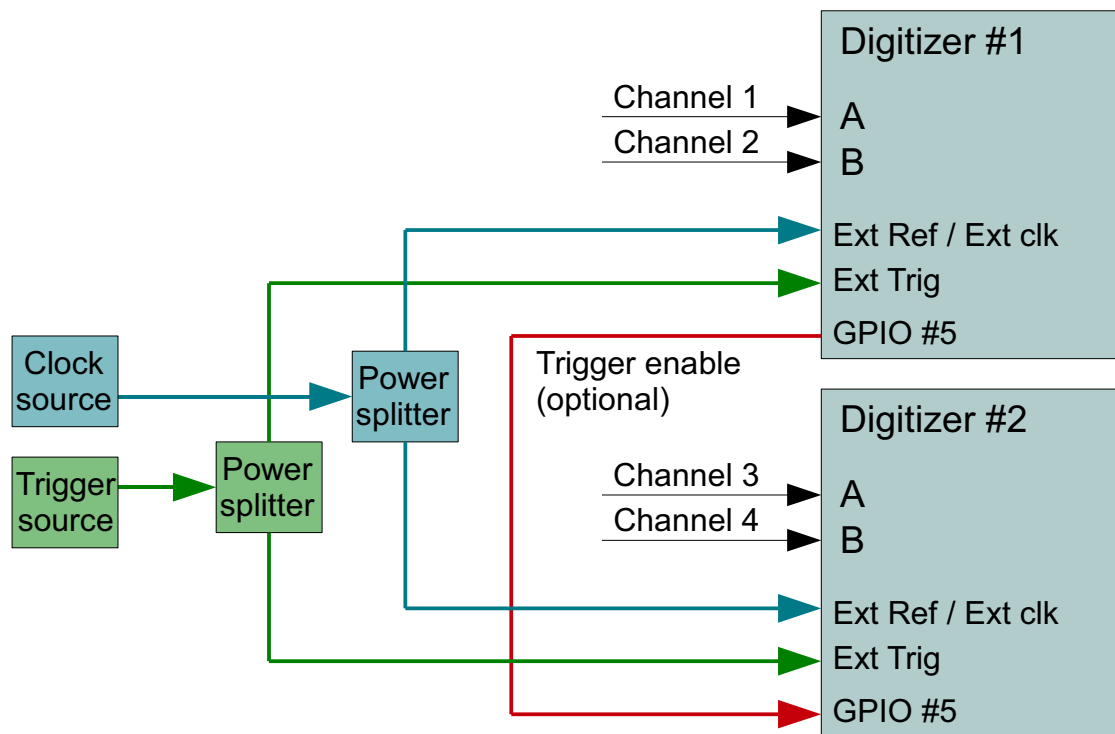 Digitizer #1
Channel 1
A
Channel 2
B
Ext Ref / Ext clk
Ext Trig
GPIO #5
Clock
source
Power
splitter
Trigger enable
(optional)
Trigger
source
Power
splitter
Digitizer #2
Channel 3
A
Channel 4
B
Ext Ref / Ext clk
Ext Trig
GPIO #5